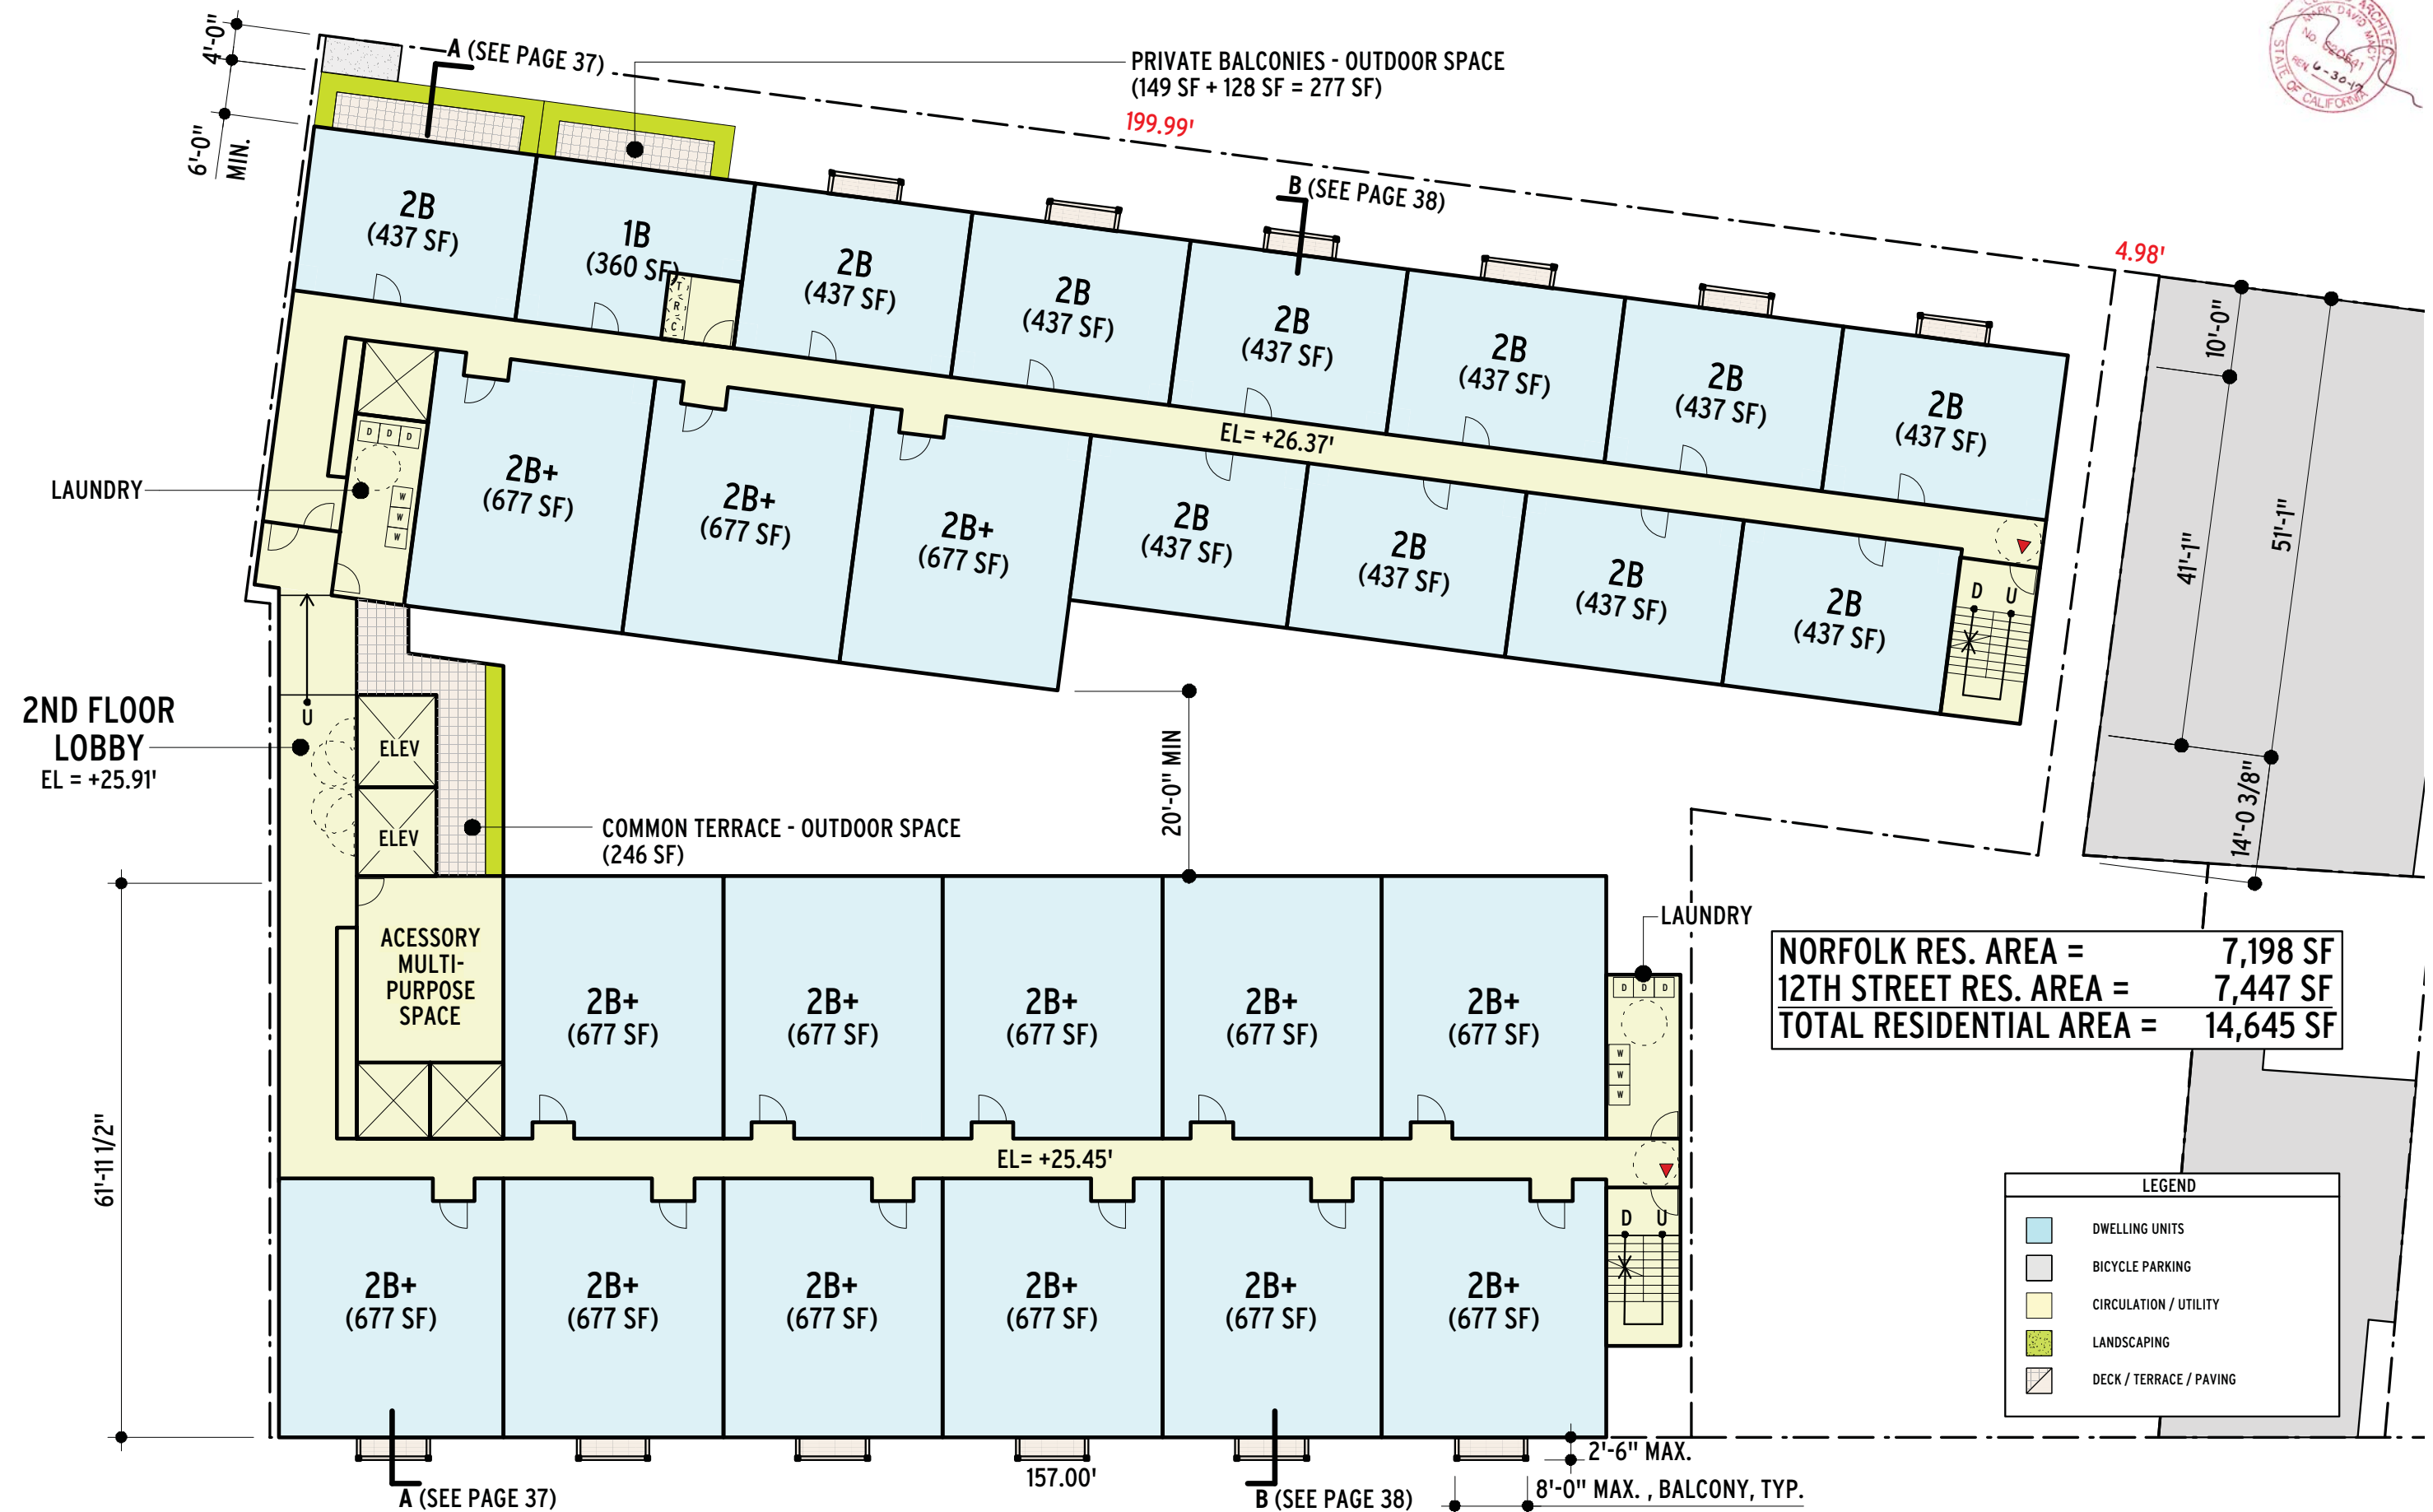 4'-0"
6'-0"
MIN.
A (SEE PAGE 37)
PRIVATE BALCONIES - OUTDOOR SPACE
(149 SF + 128 SF = 277 SF)
199.99'
B (SEE PAGE 38)
4.98'
MARK DAVID MACY
STATE OF CALIFORNIA
2B
(437 SF)
1B
(360 SF)
T
R
C
2B
(437 SF)
2B
(437 SF)
2B
(437 SF)
2B
(437 SF)
2B
(437 SF)
2B
(437 SF)
10'-0"
41'-1"
51'-1"
14'-0 3/8"
EL= +26.37'
LAUNDRY
D D D
W
W
W
2B+
(677 SF)
2B+
(677 SF)
2B+
(677 SF)
2B
(437 SF)
2B
(437 SF)
2B
(437 SF)
2B
(437 SF)
D U
2ND FLOOR
LOBBY
EL = +25.91'
U
ELEV
ELEV
20'-0" MIN
COMMON TERRACE - OUTDOOR SPACE
(246 SF)
LAUNDRY
NORFOLK RES. AREA = 7,198 SF
12TH STREET RES. AREA = 7,447 SF
TOTAL RESIDENTIAL AREA = 14,645 SF
61'-11 1/2"
ACESSORY
MULTI-
PURPOSE
SPACE
2B+
(677 SF)
2B+
(677 SF)
2B+
(677 SF)
2B+
(677 SF)
2B+
(677 SF)
D D D
W
W
W
EL= +25.45'
D U
2B+
(677 SF)
2B+
(677 SF)
2B+
(677 SF)
2B+
(677 SF)
2B+
(677 SF)
2B+
(677 SF)
LEGEND
DWELLING UNITS
BICYCLE PARKING
CIRCULATION / UTILITY
LANDSCAPING
DECK / TERRACE / PAVING
A (SEE PAGE 37)
157.00'
B (SEE PAGE 38)
2'-6" MAX.
8'-0" MAX. , BALCONY, TYP.